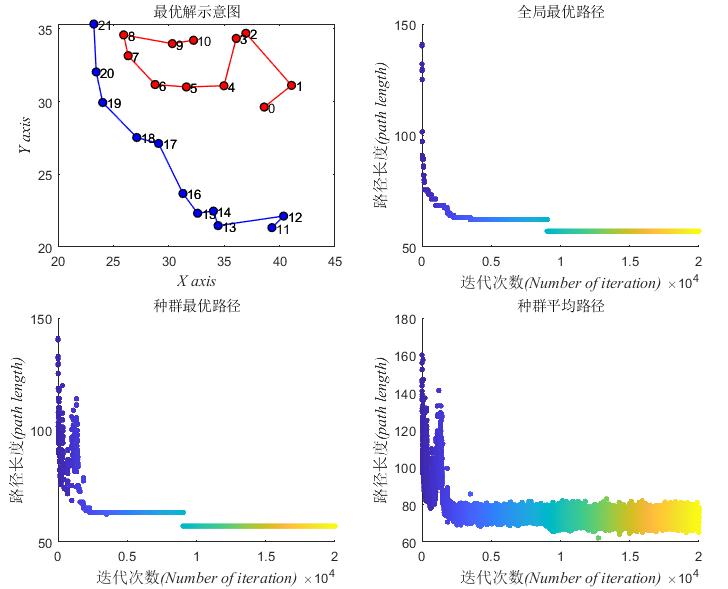 最优解示意图
35
30
25
20
20 25 30 35 40 45
Y axis
X axis
21
20
19
18
17
16
15
14
13
12
11
10
9
8
7
6
5
4
3
2
1
0
全局最优路径
150
100
50
0 0.5 1 1.5 2
路径长度(path length)
迭代次数(Number of iteration) ×10⁴
种群最优路径
150
100
50
0 0.5 1 1.5 2
路径长度(path length)
迭代次数(Number of iteration) ×10⁴
种群平均路径
180
160
140
120
100
80
60
0 0.5 1 1.5 2
路径长度(path length)
迭代次数(Number of iteration) ×10⁴